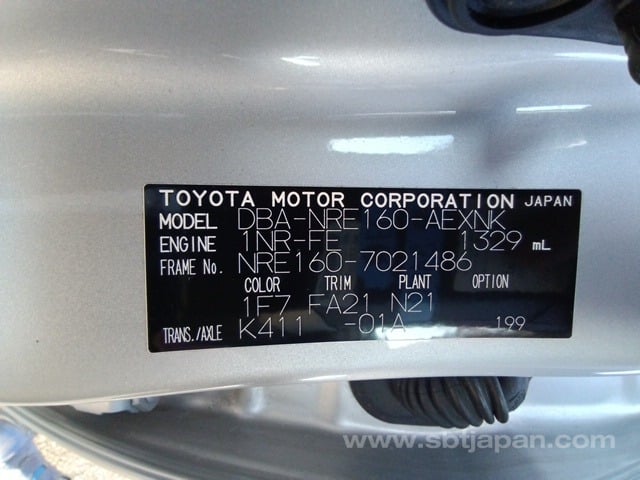 TOYOTA MOTOR CORPORATION JAPAN
MODEL DBA-NRE160-AEXNK
ENGINE 1NR-FE 1329 mL
FRAME No. NRE160-7021486
COLOR TRIM PLANT OPTION
1F7 FA21 N21
TRANS./AXLE K411 -01A 199
www.sbtjapan.com